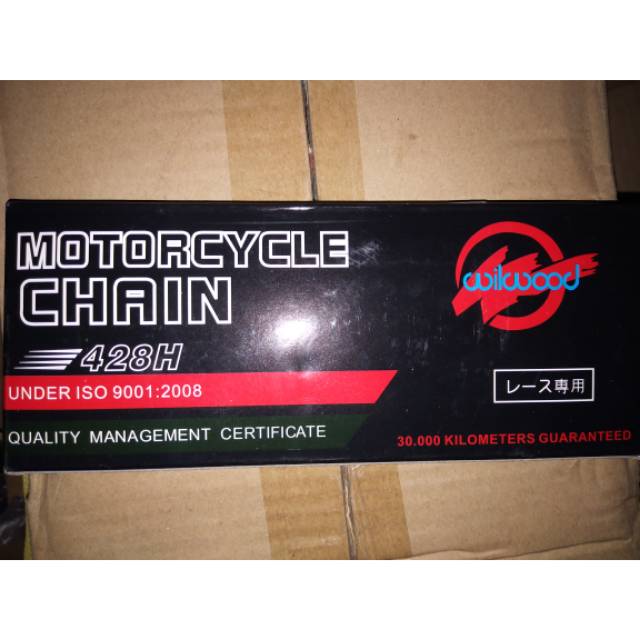 MOTORCYCLE
CHAIN
428H
UNDER ISO 9001:2008
QUALITY MANAGEMENT CERTIFICATE
wilwood
レース専用
30.000 KILOMETERS GUARANTEED